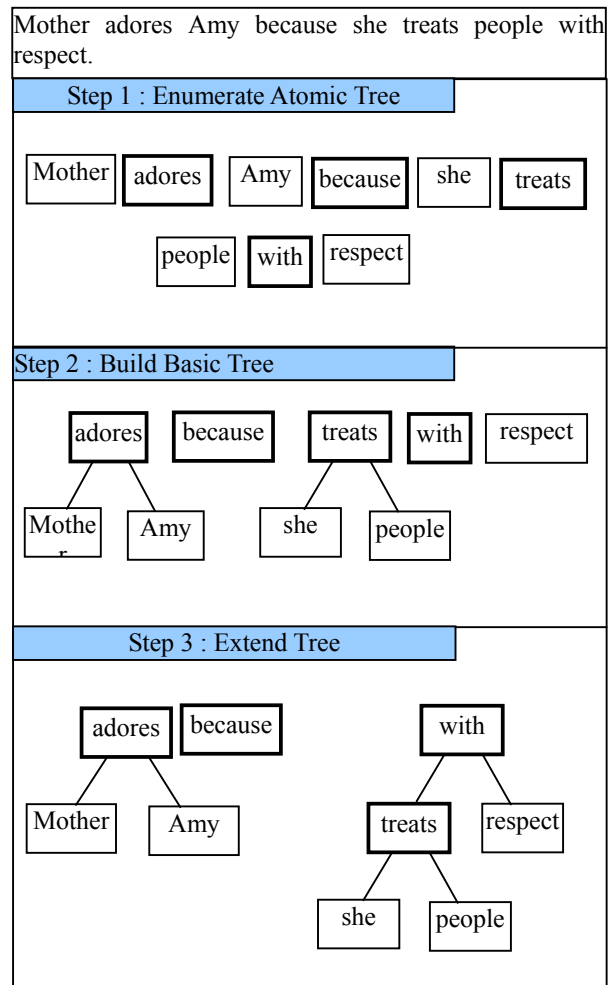 Mother adores Amy because she treats people with
respect.
Step 1 : Enumerate Atomic Tree
Mother adores Amy because she treats
people with respect
Step 2 : Build Basic Tree
adores because treats with respect
Mothe
r Amy she people
Step 3 : Extend Tree
adores because with
Mother Amy treats respect
she people